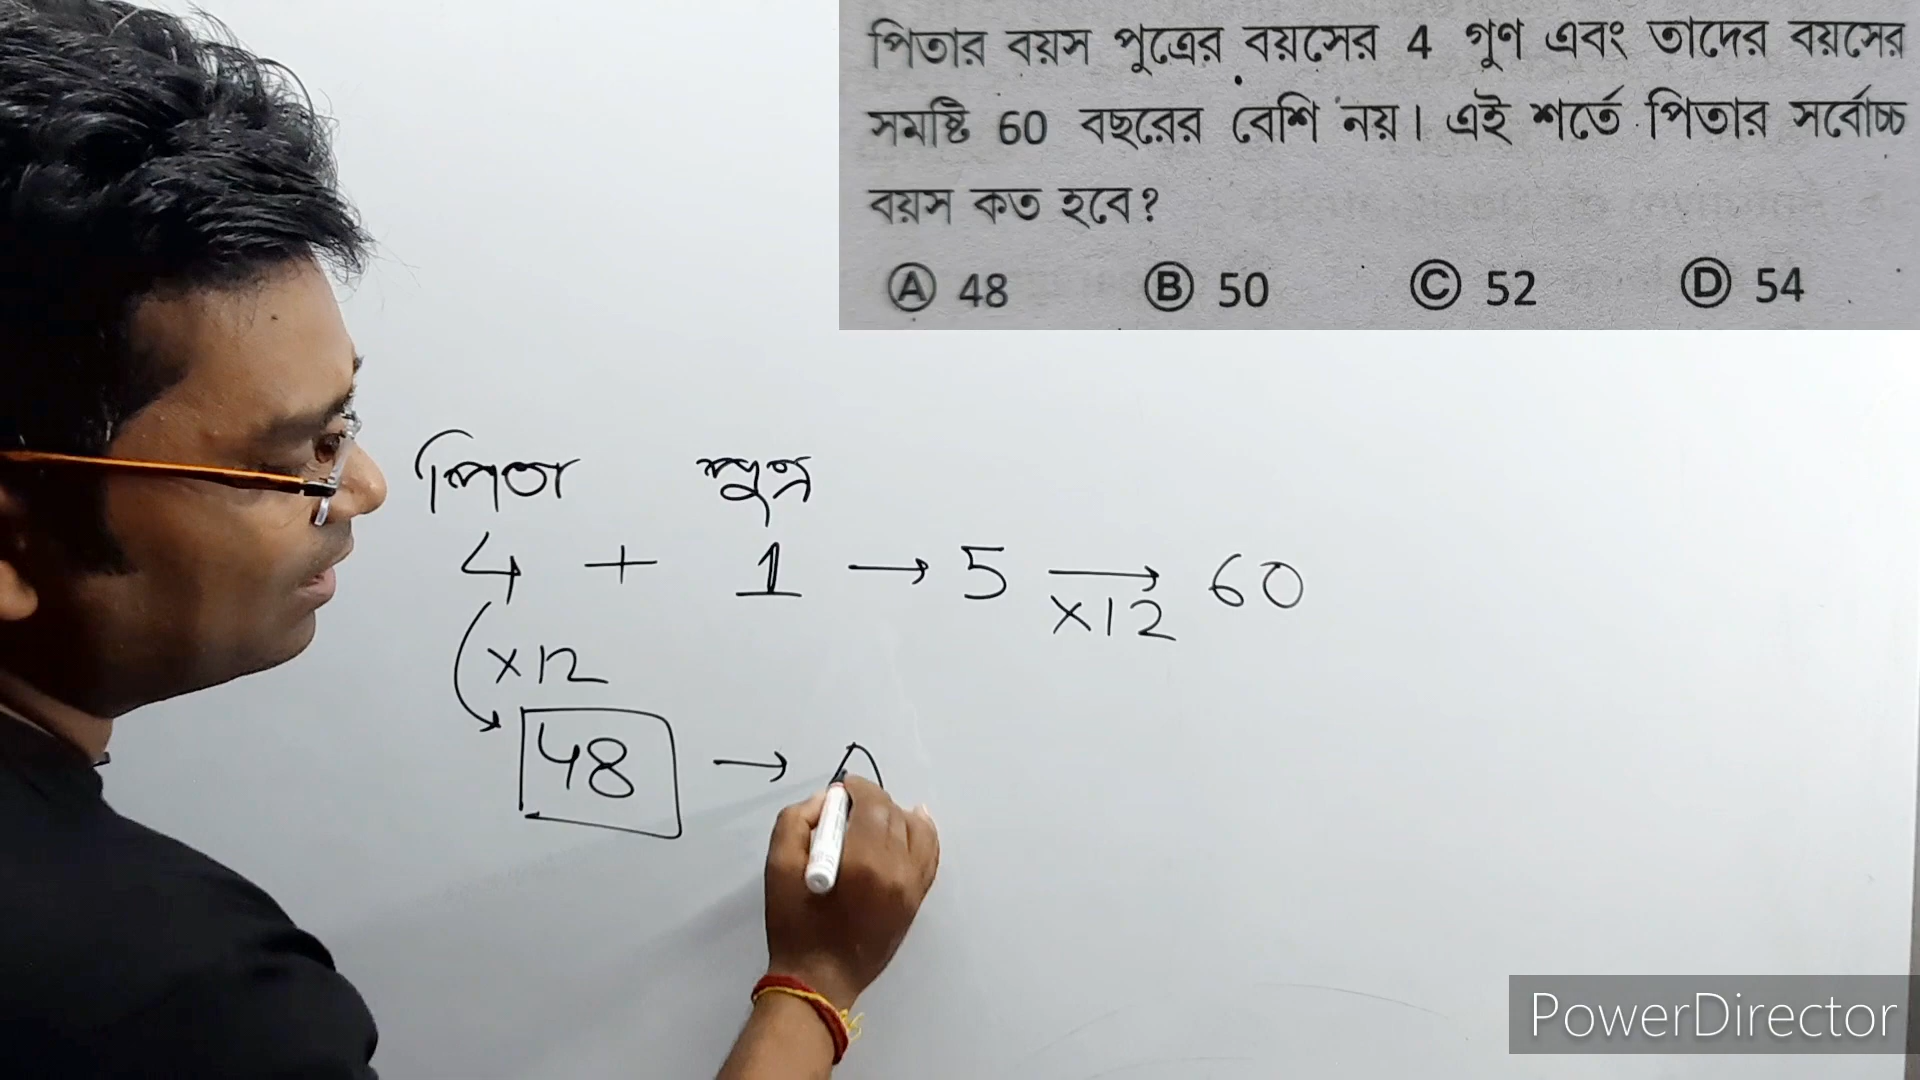 পিতার বয়স পুত্রের বয়সের 4 গুণ এবং তাদের বয়সের
সমষ্টি 60 বছরের বেশি নয়। এই শর্তে পিতার সর্বোচ্চ
বয়স কত হবে?
Ⓐ 48 Ⓑ 50 Ⓒ 52 Ⓓ 54
পিতা পুত্র
4 + 1 → 5 → 60
×12
×12
48 → A
PowerDirector